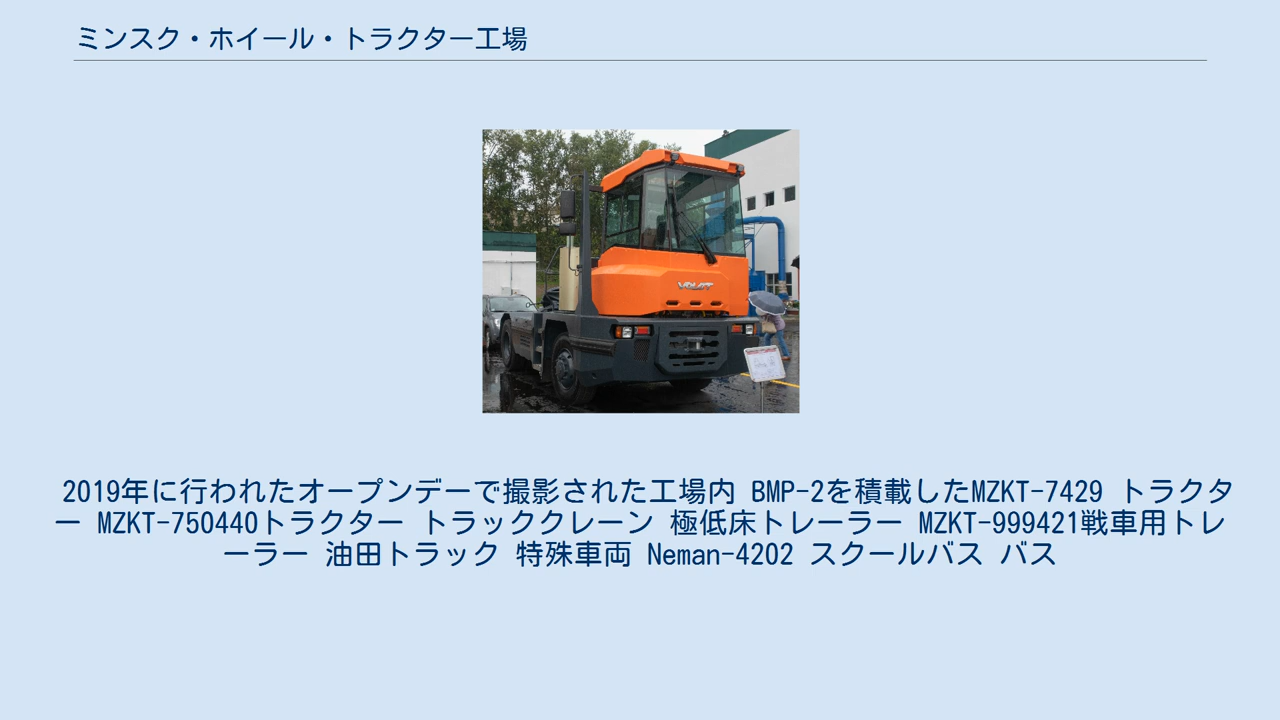 ミンスク・ホイール・トラクター工場
VOLAT
2019年に行われたオープンデーで撮影された工場内 BMP-2を積載したMZKT-7429 トラクタ
ー MZKT-750440トラクター トラッククレーン 極低床トレーラー MZKT-999421戦車用トレ
ーラー 油田トラック 特殊車両 Neman-4202 スクールバス バス